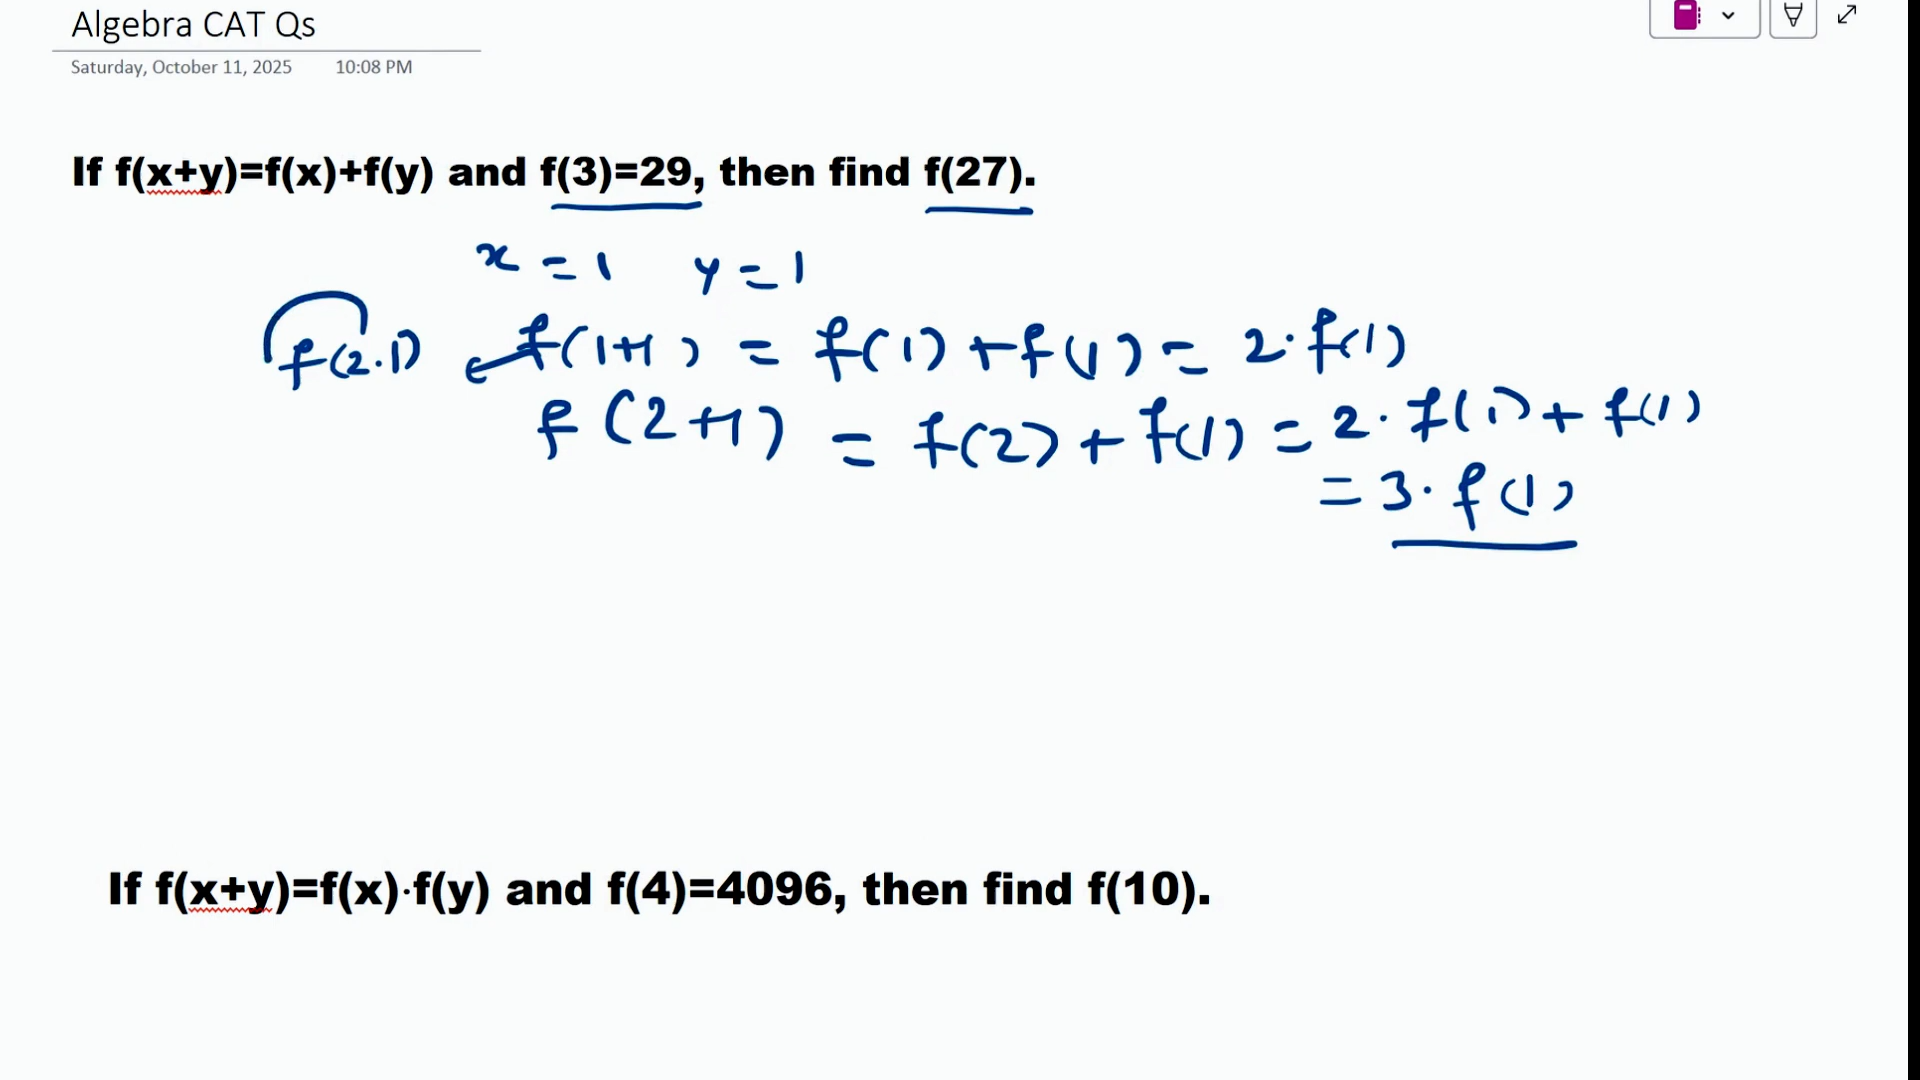 Algebra CAT Qs
Saturday, October 11, 2025 10:08 PM
If f(x+y)=f(x)+f(y) and f(3)=29, then find f(27).
x = 1 y = 1
f(2.1) f(1+1) = f(1) + f(1) = 2·f(1)
f(2+1) = f(2) + f(1) = 2·f(1) + f(1)
= 3·f(1)
If f(x+y)=f(x)·f(y) and f(4)=4096, then find f(10).